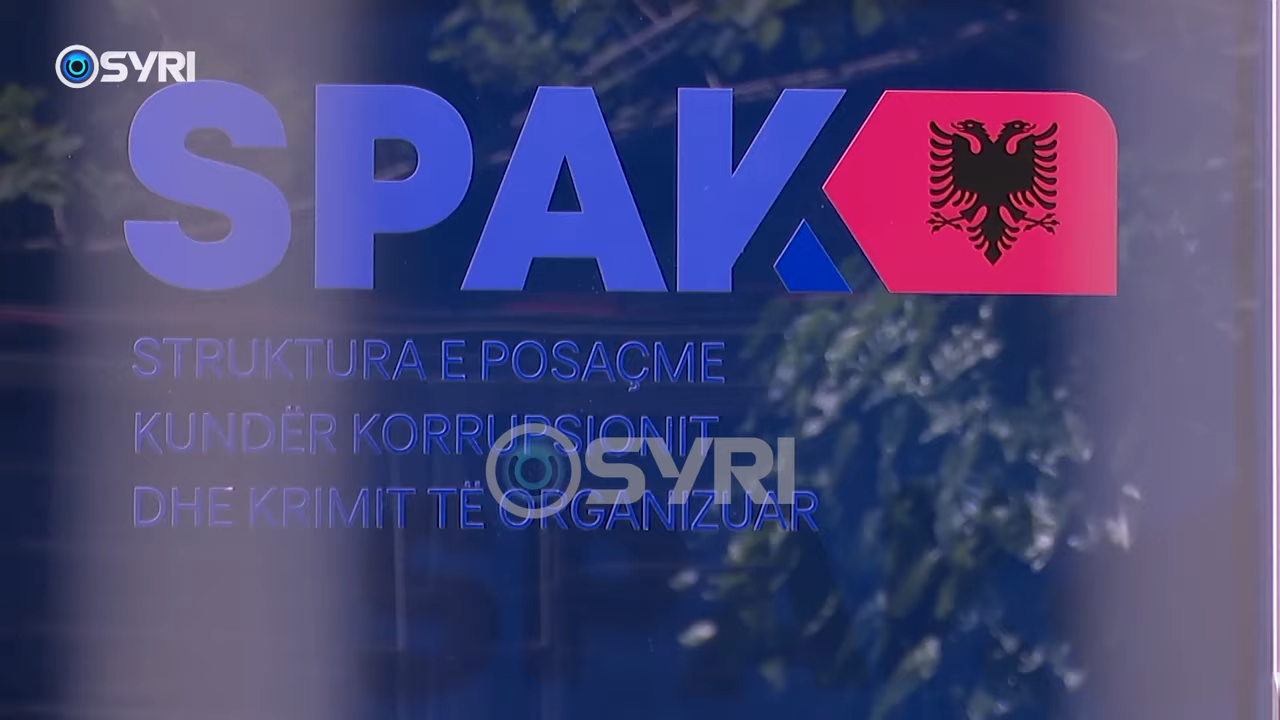 SYRI
SPAK
STRUKTURA E POSAÇME
KUNDËR KORRUPSIONIT
SYRI
DHE KRIMIT TË ORGANIZUAR